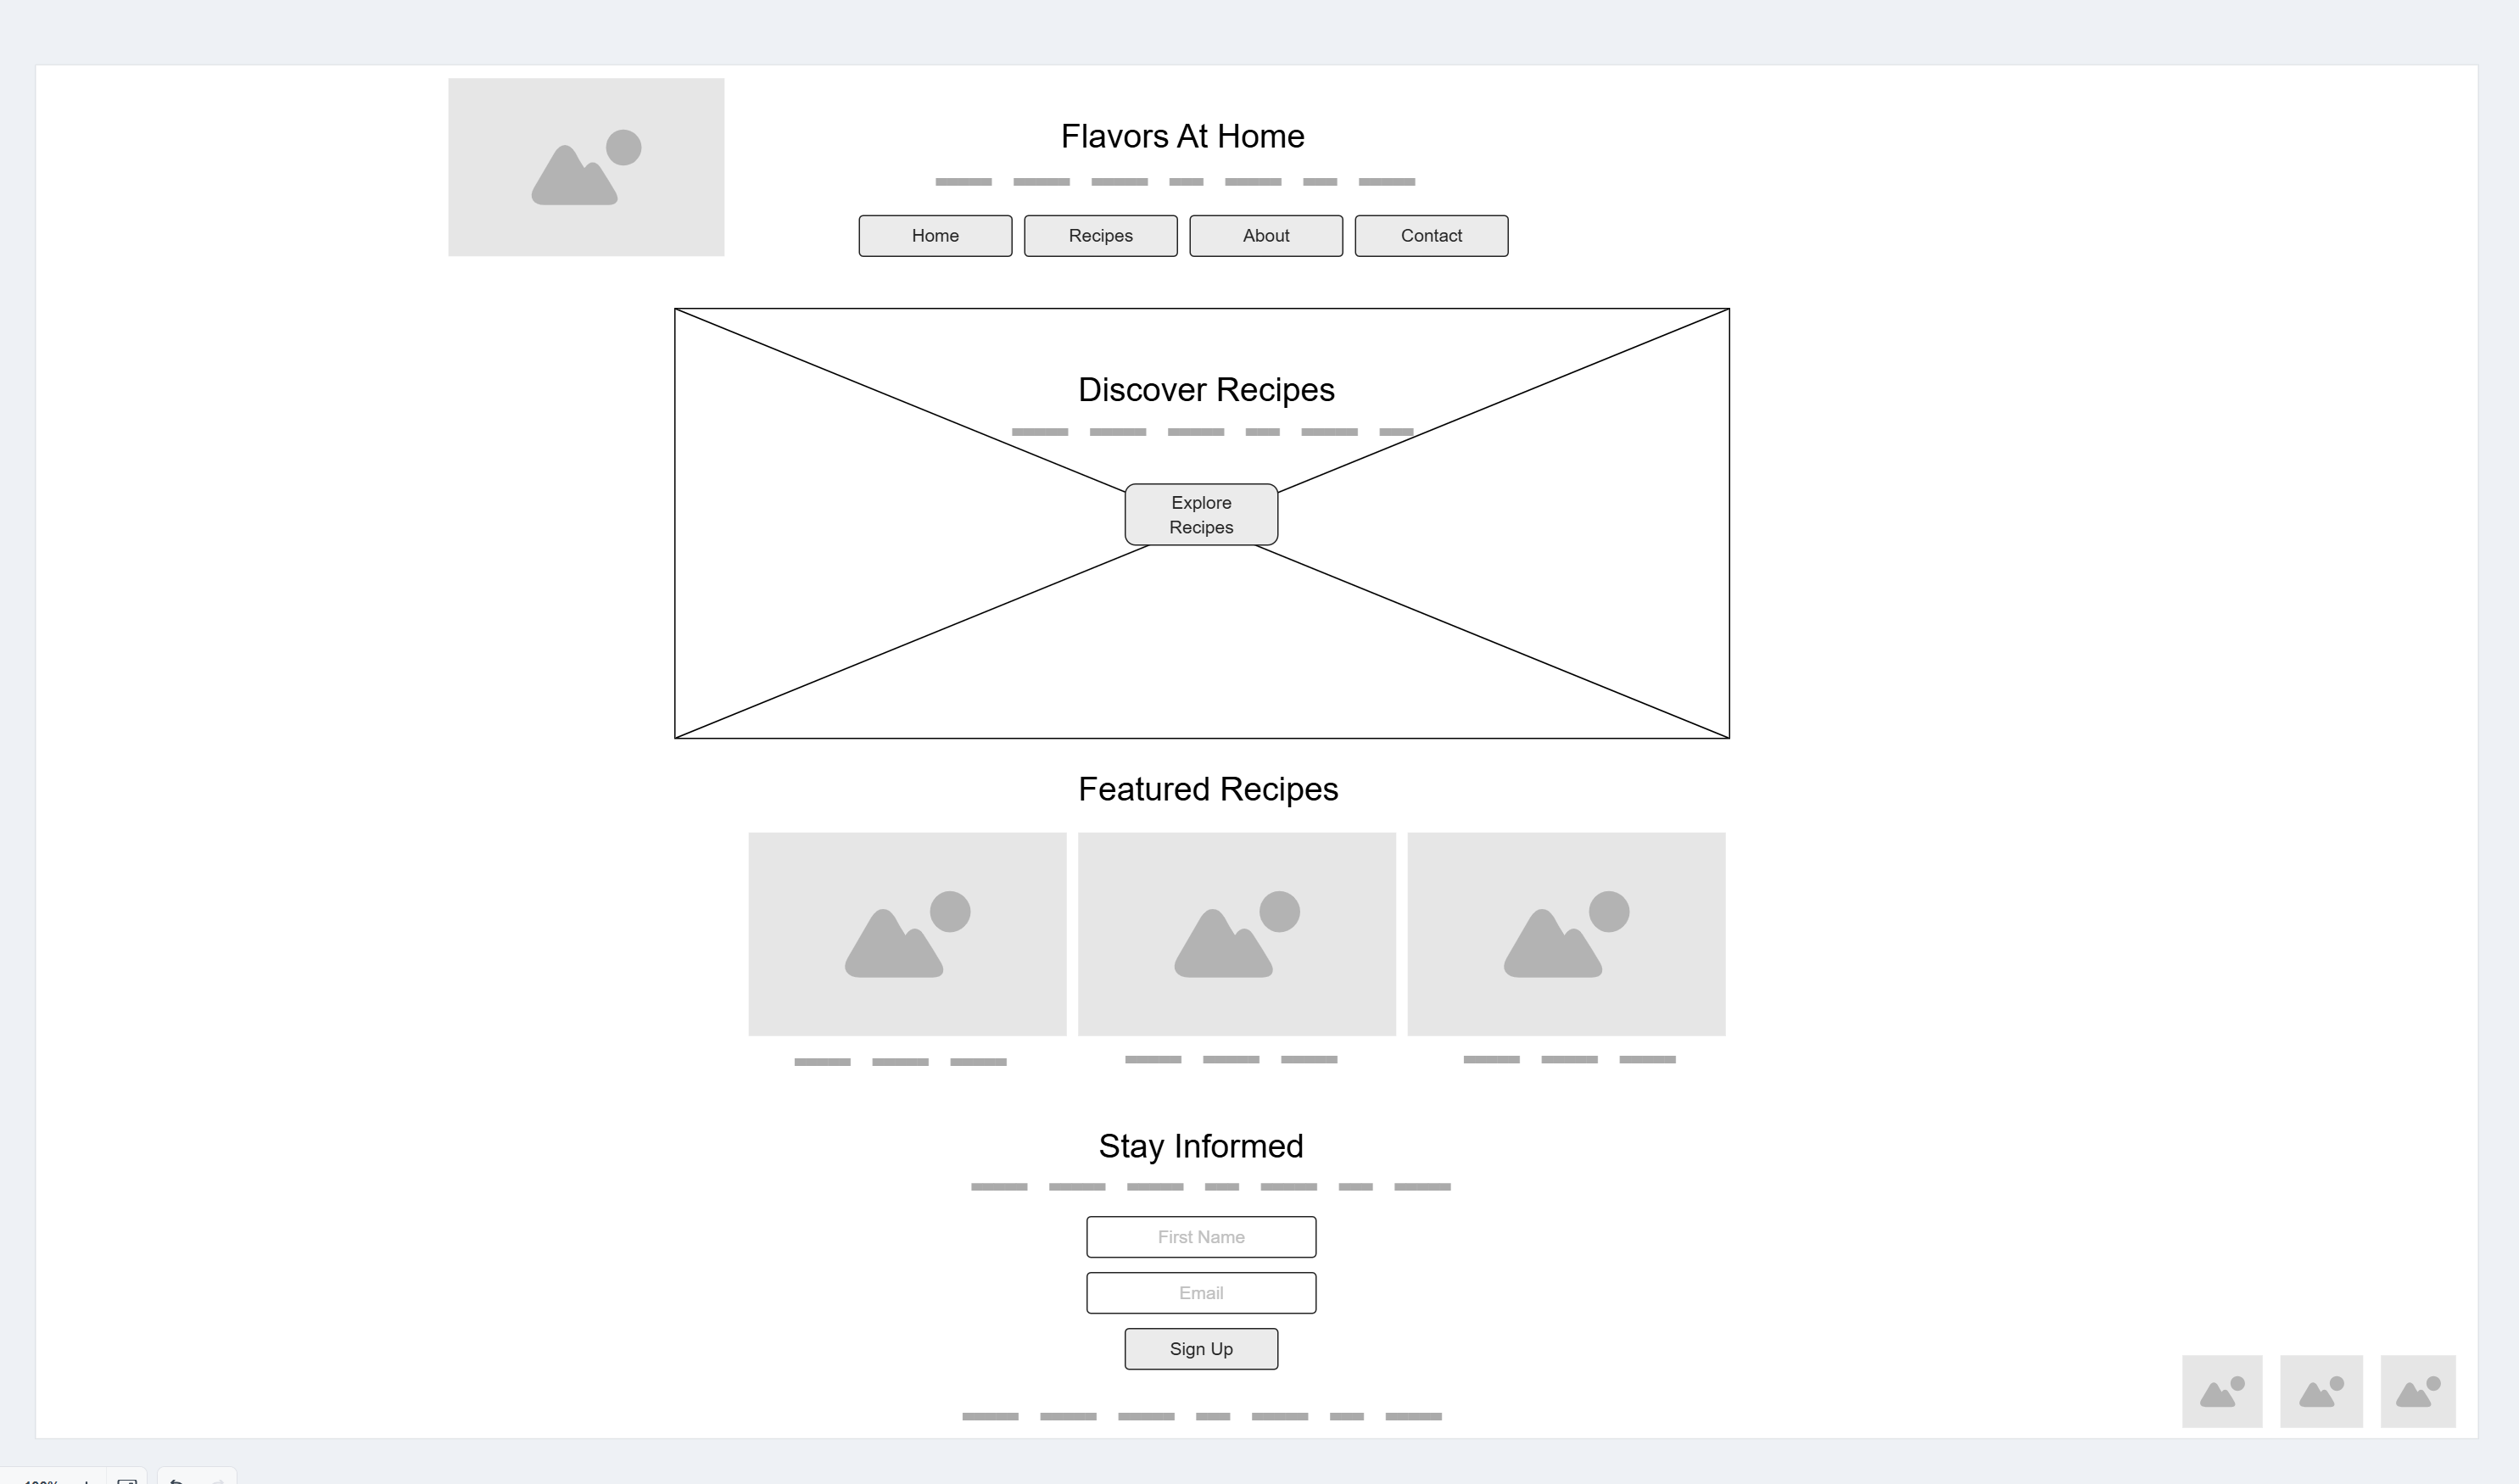 Flavors At Home
Home
Recipes
About
Contact
Discover Recipes
Explore
Recipes
Featured Recipes
Stay Informed
First Name
Email
Sign Up